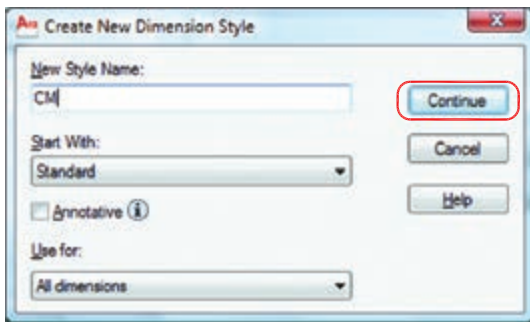 Create New Dimension Style
New Style Name:
CM
Continue
Start With:
Cancel
Standard
Help
Annotative
Use for:
All dimensions